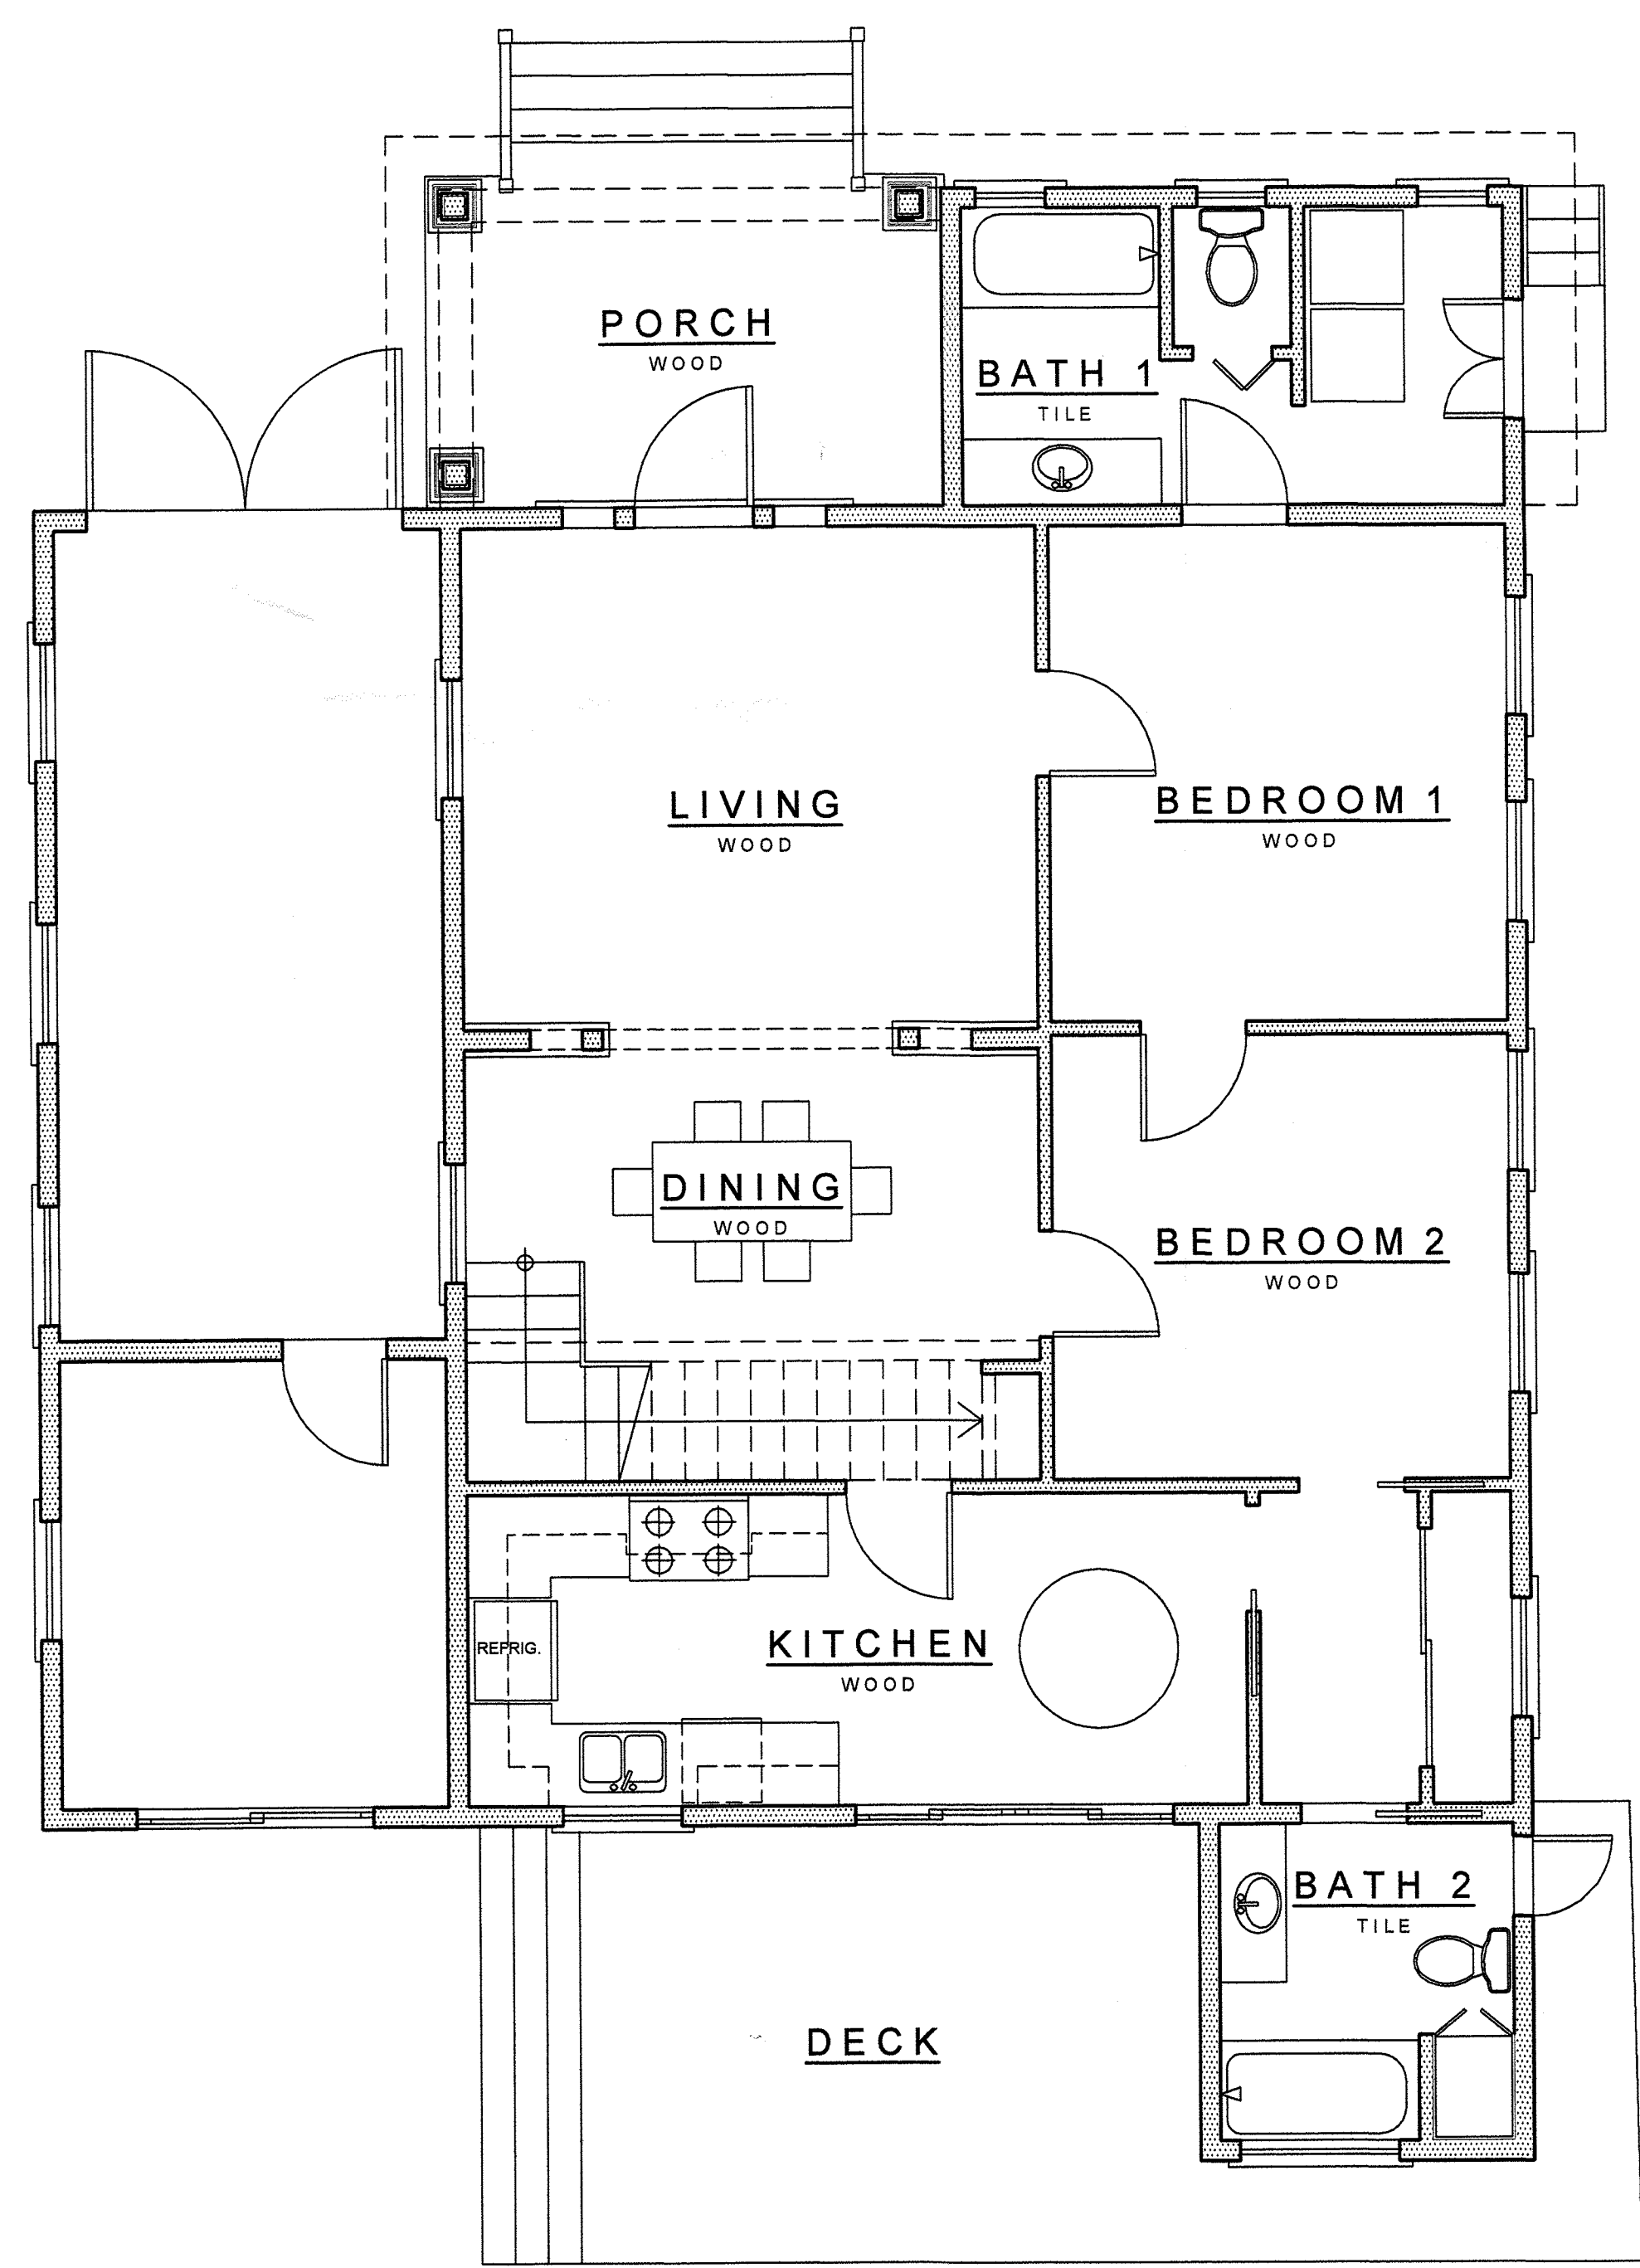 PORCH
WOOD
BATH 1
TILE
LIVING
WOOD
BEDROOM 1
WOOD
DINING
WOOD
BEDROOM 2
WOOD
REFRIG.
KITCHEN
WOOD
BATH 2
TILE
DECK